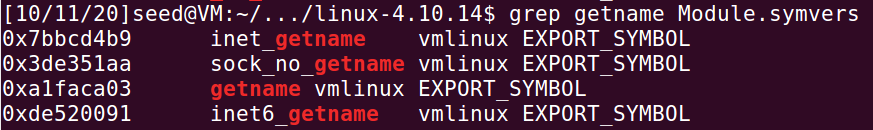 [10/11/20]seed@VM:~/.../linux-4.10.14$ grep getname Module.symvers
0x7bbcd4b9 inet_getname vmlinux EXPORT_SYMBOL
0x3de351aa sock_no_getname vmlinux EXPORT_SYMBOL
0xa1faca03 getname vmlinux EXPORT_SYMBOL
0xde520091 inet6_getname vmlinux EXPORT_SYMBOL